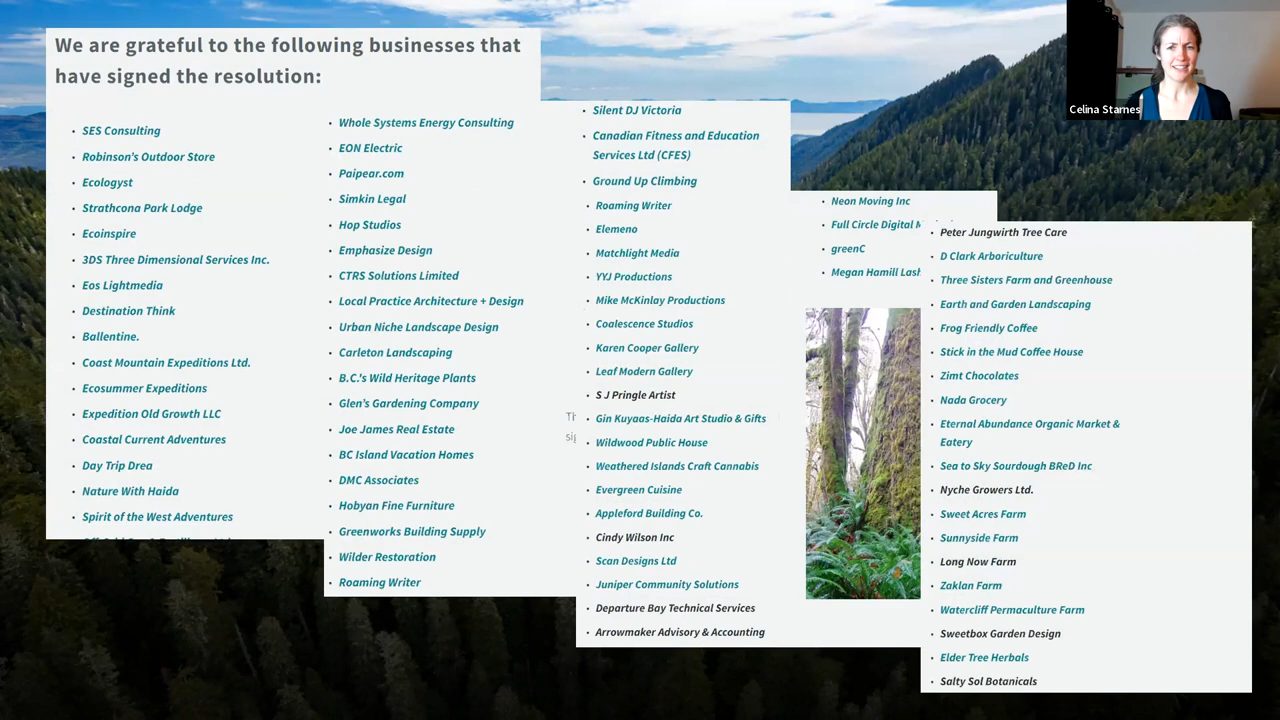 We are grateful to the following businesses that
have signed the resolution:
SES Consulting
Robinson's Outdoor Store
Ecologyst
Strathcona Park Lodge
Ecoinspire
3DS Three Dimensional Services Inc.
Eos Lightmedia
Destination Think
Ballentine.
Coast Mountain Expeditions Ltd.
Ecosummer Expeditions
Expedition Old Growth LLC
Coastal Current Adventures
Day Trip Drea
Nature With Haida
Spirit of the West Adventures
Whole Systems Energy Consulting
EON Electric
Paipear.com
Simkin Legal
Hop Studios
Emphasize Design
CTRS Solutions Limited
Local Practice Architecture + Design
Urban Niche Landscape Design
Carleton Landscaping
B.C.'s Wild Heritage Plants
Glen's Gardening Company
Joe James Real Estate
BC Island Vacation Homes
DMC Associates
Hobyan Fine Furniture
Greenworks Building Supply
Wilder Restoration
Roaming Writer
Silent DJ Victoria
Canadian Fitness and Education
Services Ltd (CFES)
Ground Up Climbing
Roaming Writer
Elemeno
Matchlight Media
YYJ Productions
Mike McKinlay Productions
Coalescence Studios
Karen Cooper Gallery
Leaf Modern Gallery
S J Pringle Artist
Gin Kuyaas-Haida Art Studio & Gifts
Wildwood Public House
Weathered Islands Craft Cannabis
Evergreen Cuisine
Appleford Building Co.
Cindy Wilson Inc
Scan Designs Ltd
Juniper Community Solutions
Departure Bay Technical Services
Arrowmaker Advisory & Accounting
Neon Moving Inc
Full Circle Digital
greenC
Megan Hamill Lash
Peter Jungwirth Tree Care
D Clark Arboriculture
Three Sisters Farm and Greenhouse
Earth and Garden Landscaping
Frog Friendly Coffee
Stick in the Mud Coffee House
Zimt Chocolates
Nada Grocery
Eternal Abundance Organic Market &
Eatery
Sea to Sky Sourdough BReD Inc
Nyche Growers Ltd.
Sweet Acres Farm
Sunnyside Farm
Long Now Farm
Zaklan Farm
Watercliff Permaculture Farm
Sweetbox Garden Design
Elder Tree Herbals
Salty Sol Botanicals
Celina Starnes